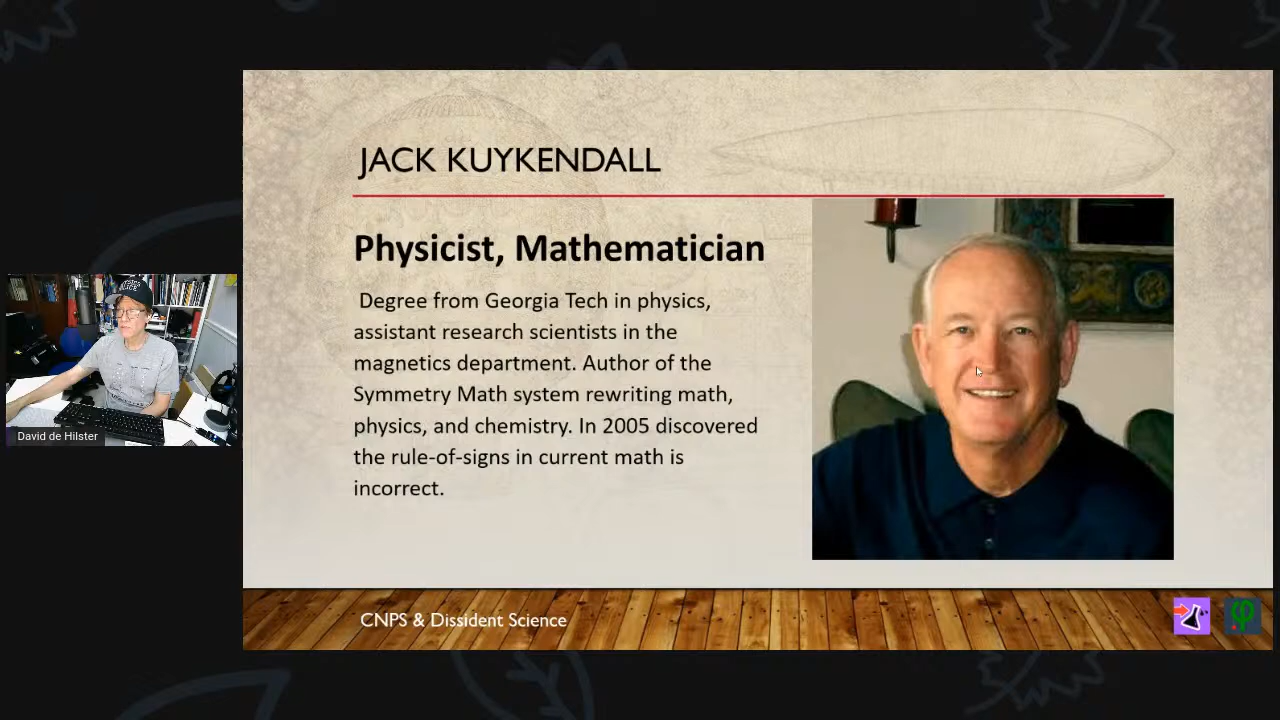 JACK KUYKENDALL
Physicist, Mathematician
Degree from Georgia Tech in physics,
assistant research scientists in the
magnetics department. Author of the
Symmetry Math system rewriting math,
physics, and chemistry. In 2005 discovered
the rule-of-signs in current math is
incorrect.
David de Hilster
CNPS & Dissident Science